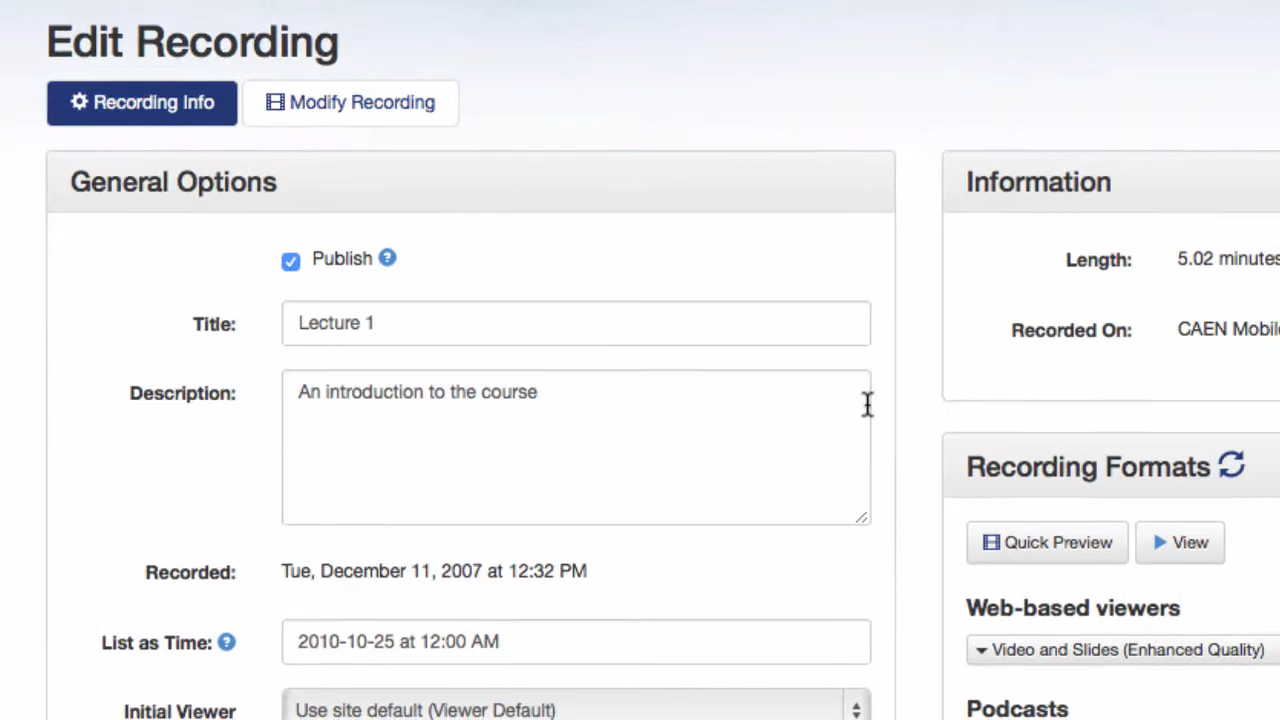 Edit Recording
Recording Info
Modify Recording
General Options
Publish
Title:
Lecture 1
Description:
An introduction to the course
Recorded:
Tue, December 11, 2007 at 12:32 PM
List as Time:
2010-10-25 at 12:00 AM
Initial Viewer
Use site default (Viewer Default)
Information
Length:
5.02 minutes
Recorded On:
CAEN Mobil
Recording Formats
Quick Preview
View
Web-based viewers
Video and Slides (Enhanced Quality)
Podcasts